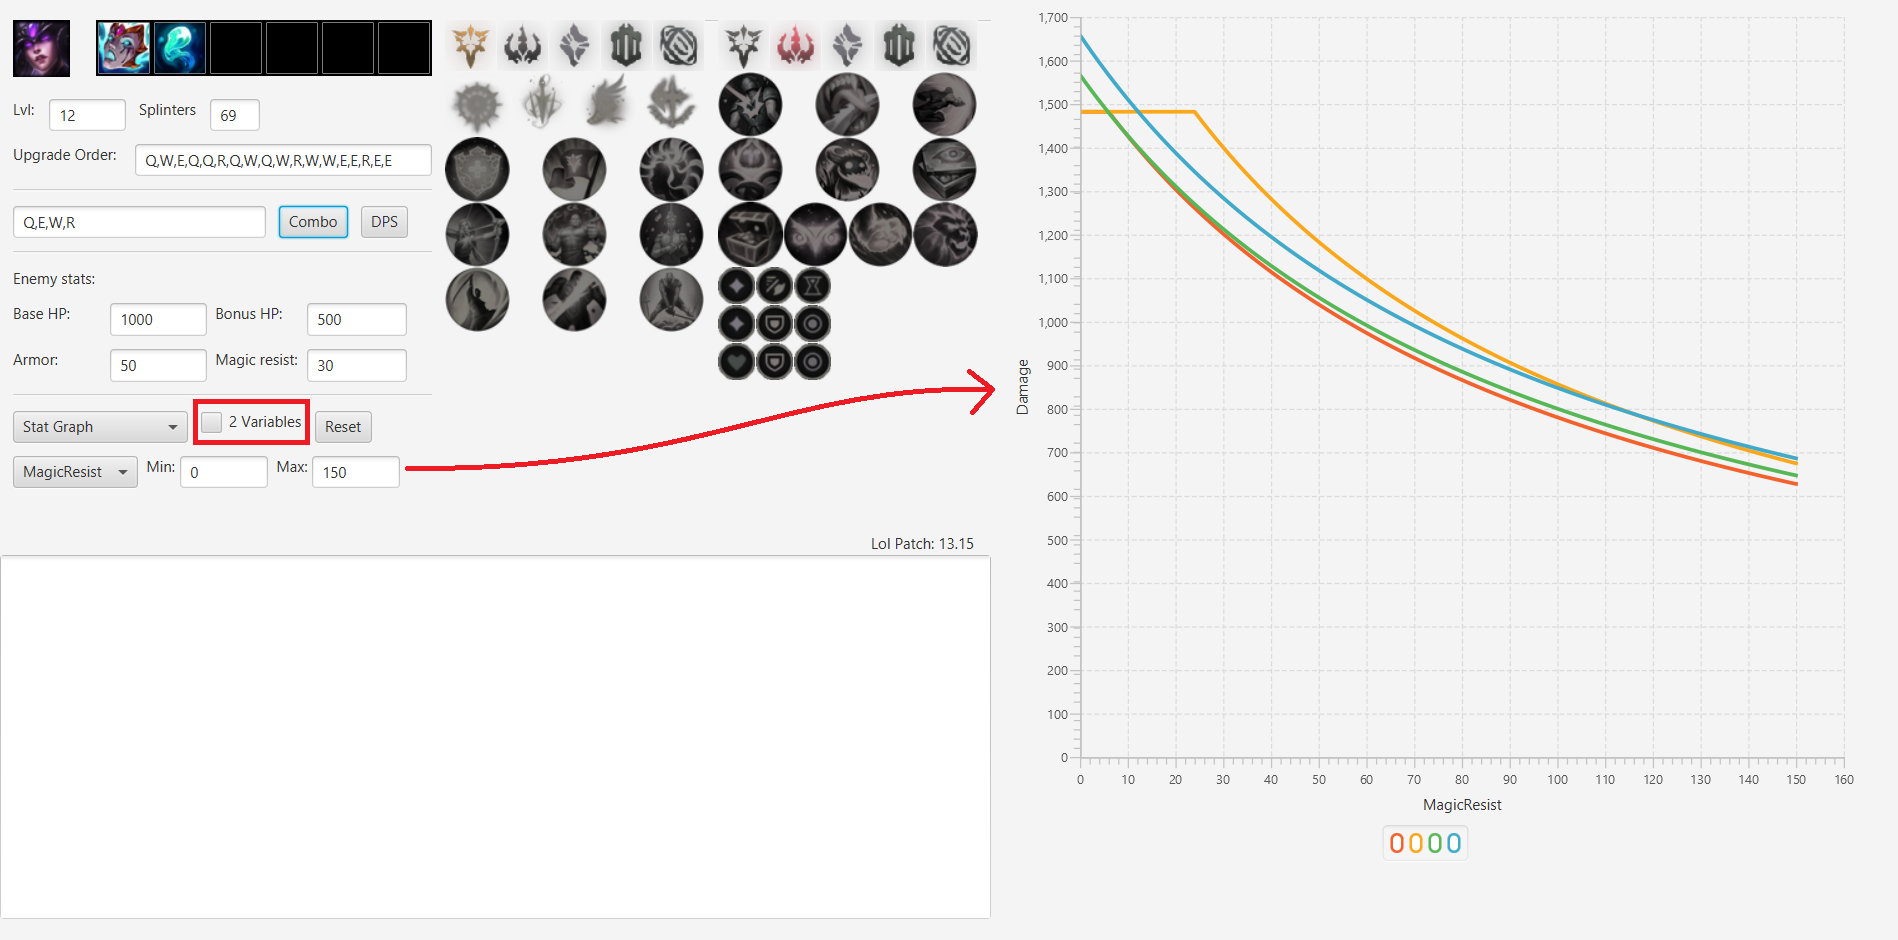 Lvl: 12 Splinters 69
Upgrade Order: Q,W,E,Q,Q,R,Q,W,Q,W,R,W,W,E,E,R,E,E
Q,E,W,R Combo DPS
Enemy stats:
Base HP: 1000 Bonus HP: 500
Armor: 50 Magic resist: 30
Stat Graph 2 Variables Reset
MagicResist Min: 0 Max: 150
Lol Patch: 13.15
1,700
1,600
1,500
1,400
1,300
1,200
1,100
1,000
900
800
700
600
500
400
300
200
100
0
Damage
0 10 20 30 40 50 60 70 80 90 100 110 120 130 140 150 160
MagicResist